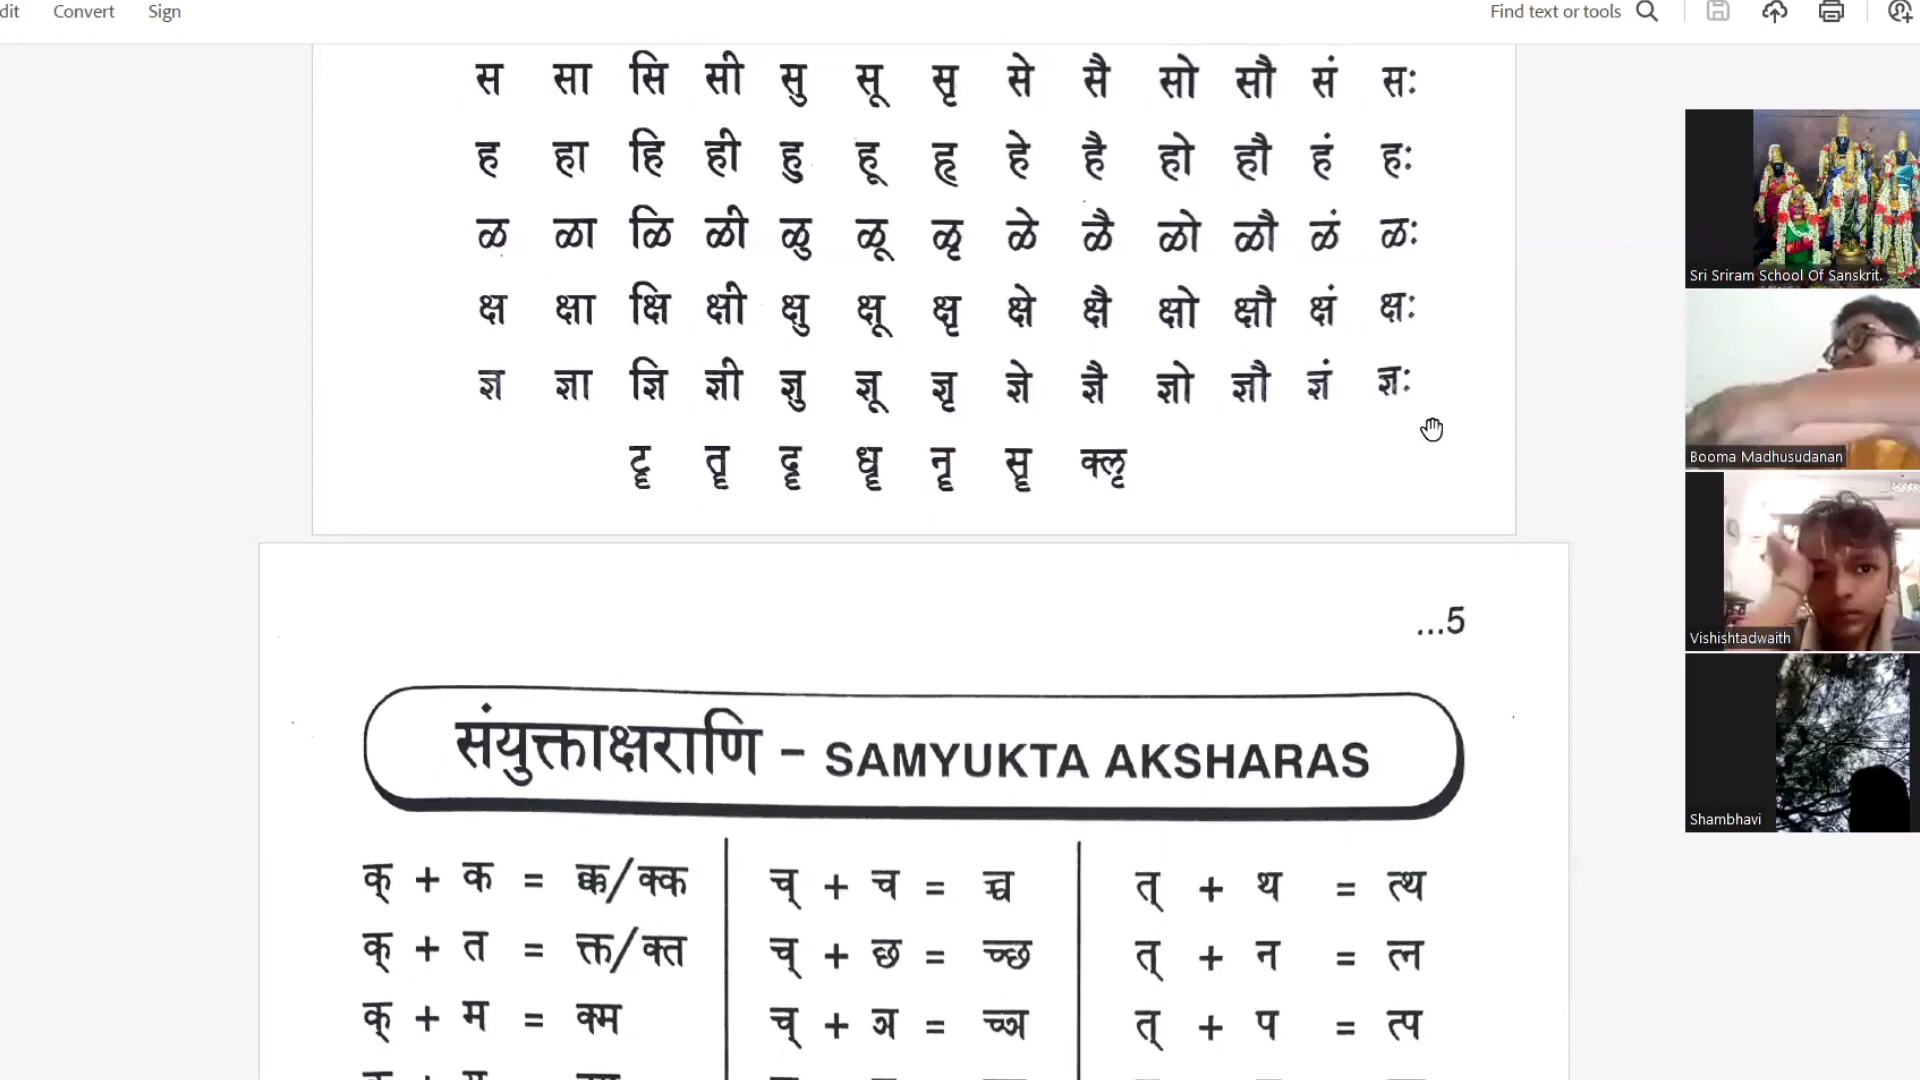 dit Convert Sign Find text or tools
स सा सि सी सु सू सृ से सै सो सौ सं सः
ह हा हि ही हु हू हृ हे है हो हौ हं हः
ळ ळा ळि ळी ळु ळू ळृ ळे ळै ळो ळौ ळं ळः
क्ष क्षा क्षि क्षी क्षु क्षू क्षृ क्षे क्षै क्षो क्षौ क्षं क्षः
ज्ञ ज्ञा ज्ञि ज्ञी ज्ञु ज्ञू ज्ञृ ज्ञे ज्ञै ज्ञो ज्ञौ ज्ञं ज्ञः
टॄ तॄ दॄ धॄ नॄ सॄ क्लृ
...5
संयुक्ताक्षराणि – SAMYUKTA AKSHARAS
क् + क = क्क/क्‍क
क् + त = क्त/क्‍त
क् + म = क्म
च् + च = च्च
च् + छ = च्छ
च् + ञ = च्ञ
त् + थ = त्थ
त् + न = त्न
त् + प = त्प
Sri Sriram School Of Sanskrit.
Booma Madhusudanan
Vishishtadwaith
Shambhavi